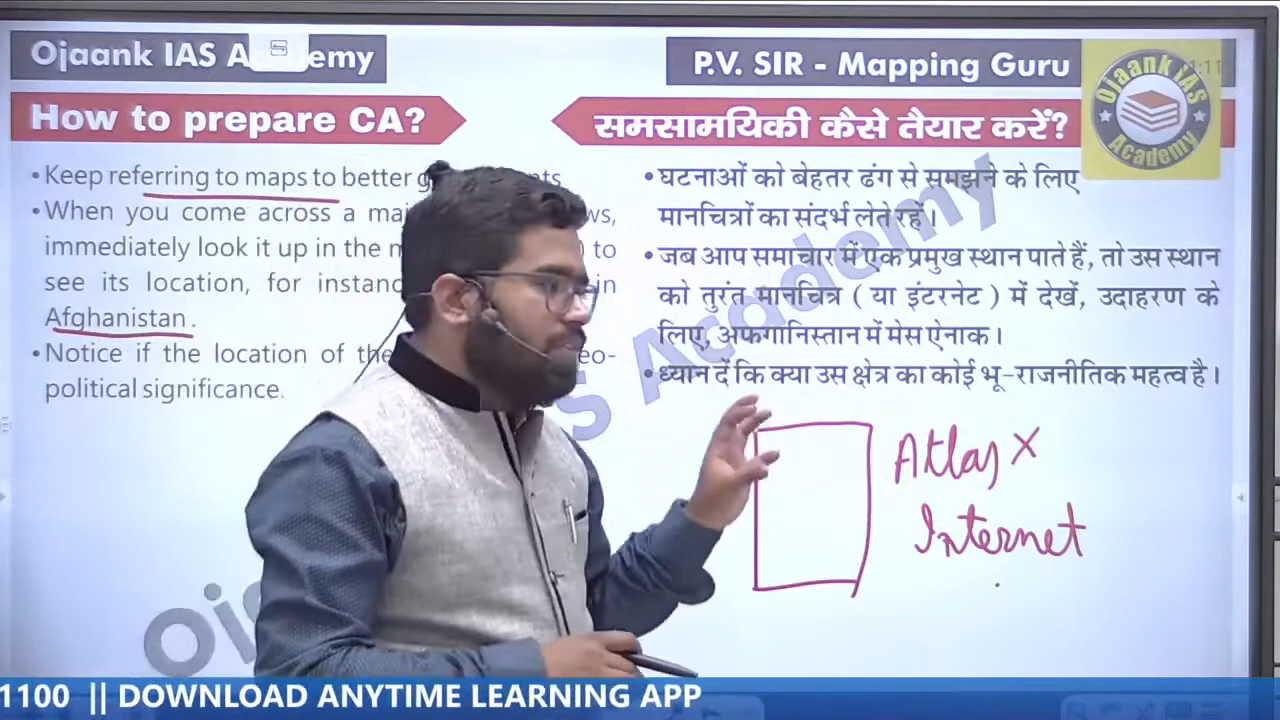 Ojaank IAS A emy
P.V. SIR - Mapping Guru
Ojaank IAS
Academy
How to prepare CA?
समसामयिकी कैसे तैयार करें?
•Keep referring to maps to better
•When you come across a
immediately look it up in the to
see its location, for in
Afghanistan.
•Notice if the location of the
political significance.
•घटनाओं को बेहतर ढंग से समझने के लिए
मानचित्रों का संदर्भ लेते रहें।
•जब आप समाचार में एक प्रमुख स्थान पाते हैं, तो उस स्थान
को तुरंत मानचित्र ( या इंटरनेट ) में देखें, उदाहरण के
लिए, अफगानिस्तान में मेस ऐनाक।
•ध्यान दें कि क्या उस क्षेत्र का कोई भू-राजनीतिक महत्व है।
Atlas X
Internet
Academy
1100 || DOWNLOAD ANYTIME LEARNING APP